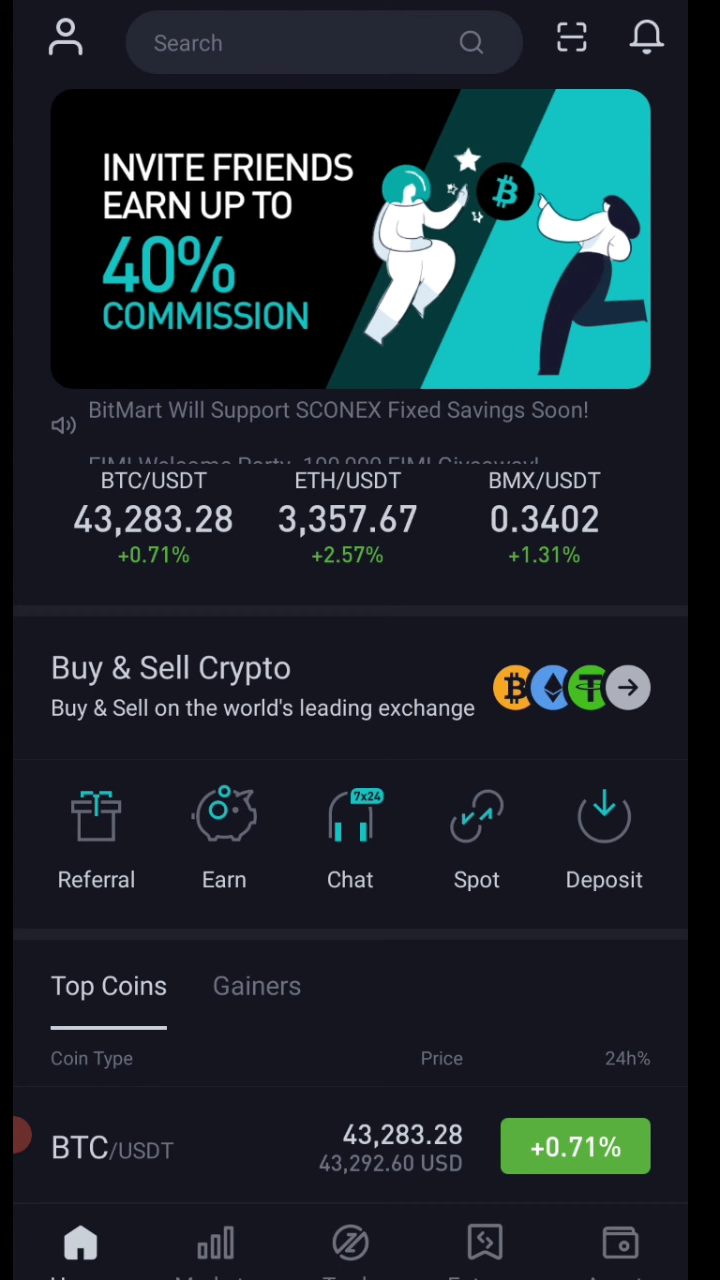 Search
INVITE FRIENDS
EARN UP TO
40%
COMMISSION
BitMart Will Support SCONEX Fixed Savings Soon!
BTC/USDT
ETH/USDT
BMX/USDT
43,283.28
3,357.67
0.3402
+0.71%
+2.57%
+1.31%
Buy & Sell Crypto
Buy & Sell on the world's leading exchange
7x24
Referral
Earn
Chat
Spot
Deposit
Top Coins
Gainers
Coin Type
Price
24h%
BTC/USDT
43,283.28
+0.71%
43,292.60 USD